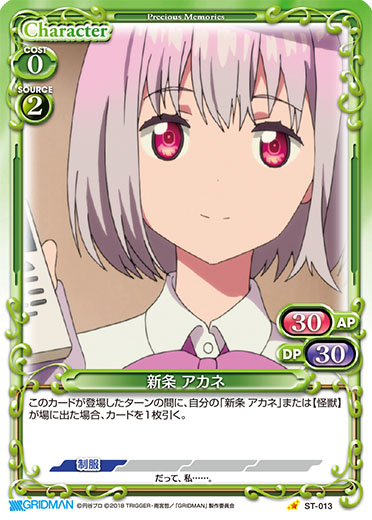 Precious Memories
Character
COST
0
SOURCE
2
30 AP
DP 30
新条 アカネ
このカードが登場したターンの間に、自分の「新条 アカネ」または【怪獣】
が場に出た場合、カードを1枚引く。
制服
だって、私……。
GRIDMAN ©円谷プロ ©2018 TRIGGER・雨宮哲/「GRIDMAN」製作委員会 ST-013